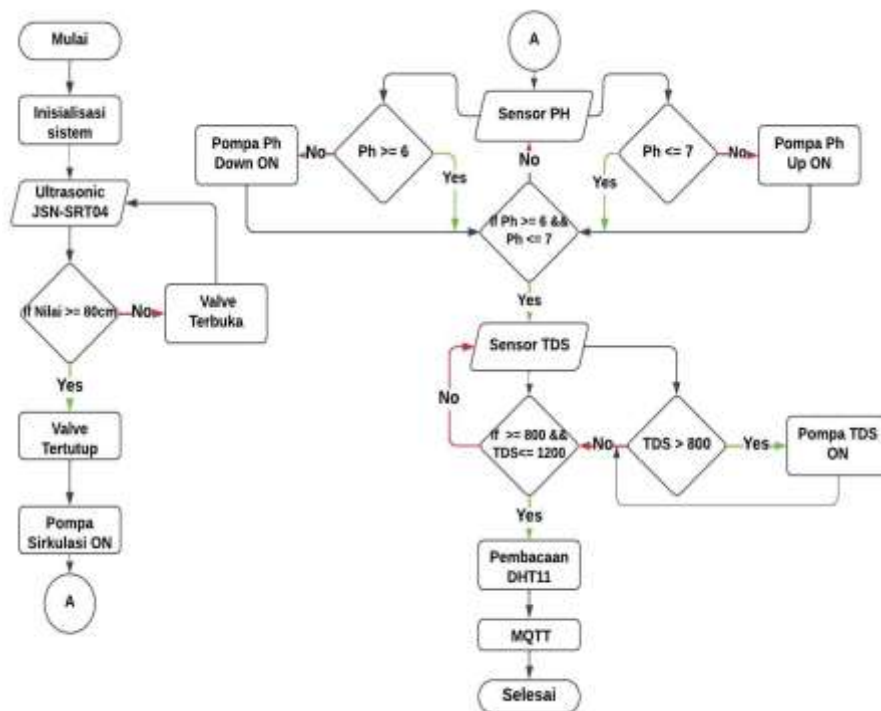 Mulai
Inisialisasi
sistem
Ultrasonic
JSN-SRT04
If Nilai >= 80cm
No
Valve
Terbuka
Yes
Valve
Tertutup
Pompa
Sirkulasi ON
A
A
Sensor PH
Ph >= 6
No
Pompa Ph
Down ON
Yes
Ph <= 7
No
Pompa Ph
Up ON
Yes
No
If Ph >= 6 &&
Ph <= 7
Yes
Sensor TDS
No
If >= 800 &&
TDS<= 1200
No
TDS > 800
Yes
Pompa TDS
ON
Yes
Pembacaan
DHT11
MQTT
Selesai